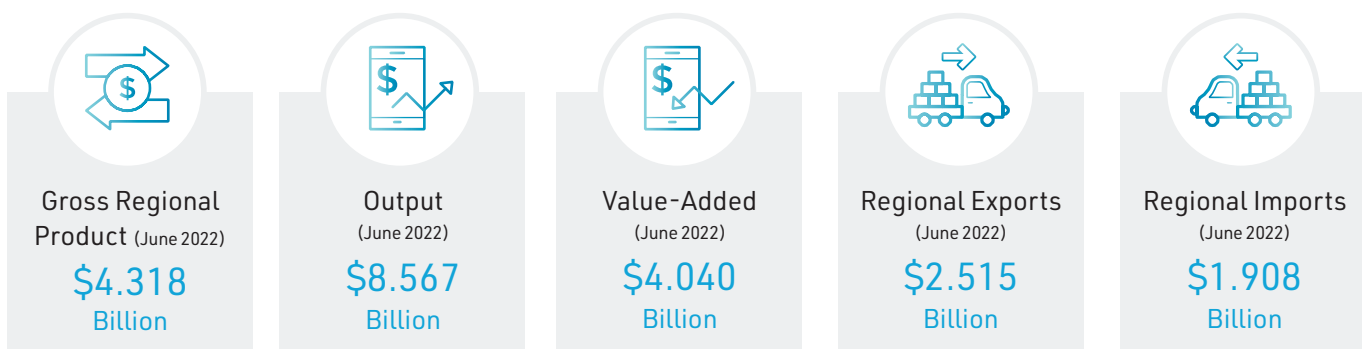 $
$
$
Gross Regional
Product (June 2022)
$4.318
Billion
Output
(June 2022)
$8.567
Billion
Value-Added
(June 2022)
$4.040
Billion
Regional Exports
(June 2022)
$2.515
Billion
Regional Imports
(June 2022)
$1.908
Billion